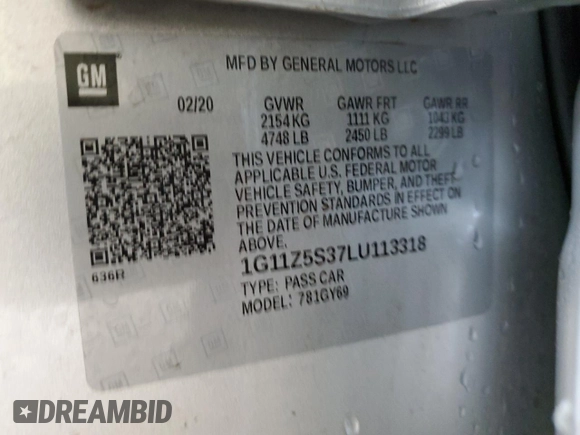 GM
MFD BY GENERAL MOTORS LLC
02/20 GVWR GAWR FRT GAWR RR
2154 KG 1111 KG 1043 KG
4748 LB 2450 LB 2299 LB
THIS VEHICLE CONFORMS TO ALL
APPLICABLE U.S. FEDERAL MOTOR
VEHICLE SAFETY, BUMPER, AND THEFT
PREVENTION STANDARDS IN EFFECT ON
THE DATE OF MANUFACTURE SHOWN
ABOVE.
636R
1G11Z5S37LU113318
TYPE: PASS CAR
MODEL: 781GY69
DREAMBID